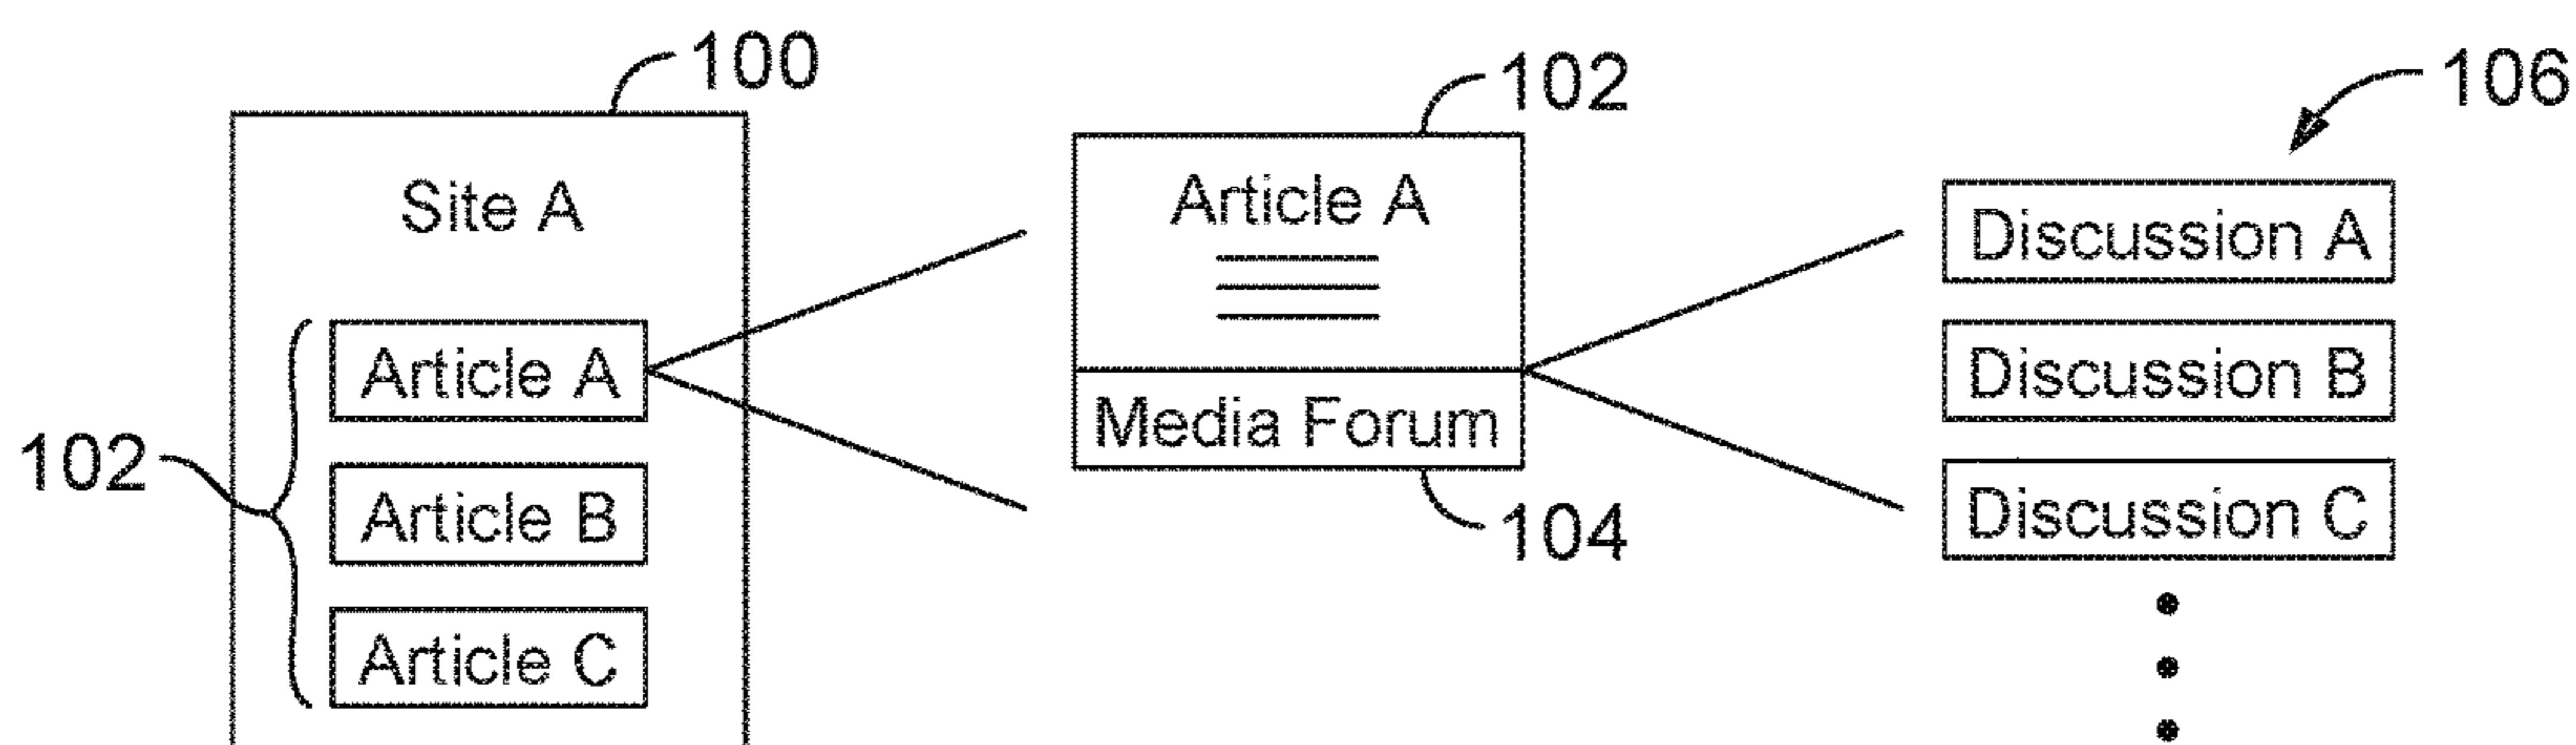 100
Site A
102
Article A
Article B
Article C
102
Article A
Media Forum
104
106
Discussion A
Discussion B
Discussion C